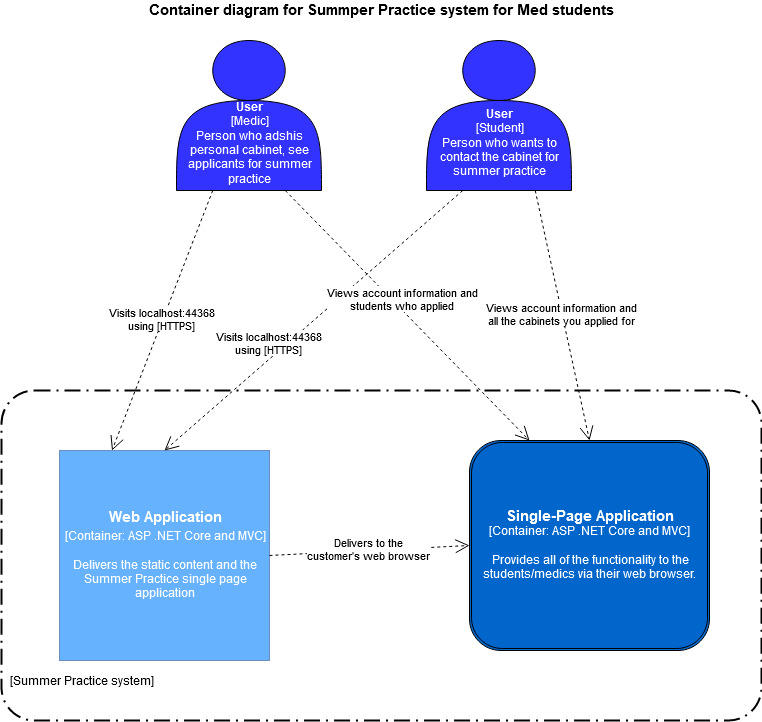 Container diagram for Summper Practice system for Med students
User
[Medic]
Person who adshis
personal cabinet, see
applicants for summer
practice
User
[Student]
Person who wants to
contact the cabinet for
summer practice
Views account information and
students who applied
Views account information and
all the cabinets you applied for
Visits localhost:44368
using [HTTPS]
Visits localhost:44368
using [HTTPS]
Web Application
[Container: ASP .NET Core and MVC]
Delivers the static content and the
Summer Practice single page
application
Delivers to the
customer's web browser
Single-Page Application
[Container: ASP .NET Core and MVC]
Provides all of the functionality to the
students/medics via their web browser.
[Summer Practice system]